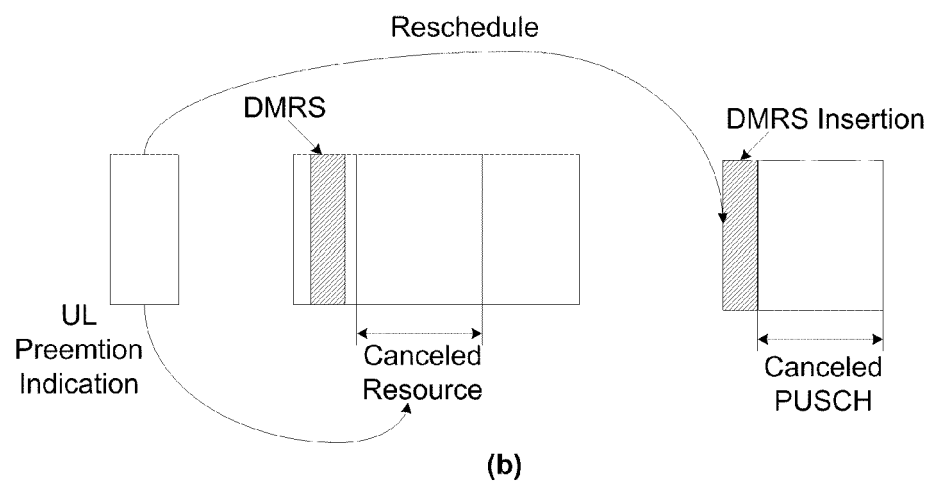 Reschedule
DMRS
DMRS Insertion
UL
Preemtion
Indication
Canceled
Resource
Canceled
PUSCH
(b)